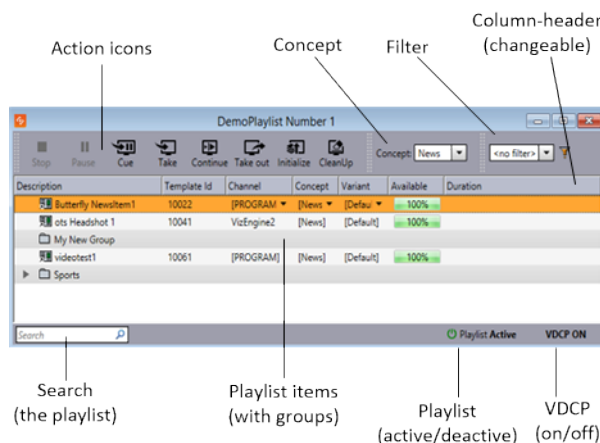 Column-header
(changeable)
Action icons
Concept
Filter
DemoPlaylist Number 1
Stop
Pause
Cue
Take
Continue
Take out
Initialize
CleanUp
Concept: News
<no filter>
Description Template Id Channel Concept Variant Available Duration
Butterfly NewsItem1 10022 [PROGRAM [News [Defau 100%
ots Headshot 1 10041 VizEngine2 [News] [Default] 100%
My New Group
videotest1 10061 [PROGRAM] [News] [Default] 100%
Sports
Search
Playlist Active
VDCP ON
Search
(the playlist)
Playlist items
(with groups)
Playlist
(active/deactive)
VDCP
(on/off)